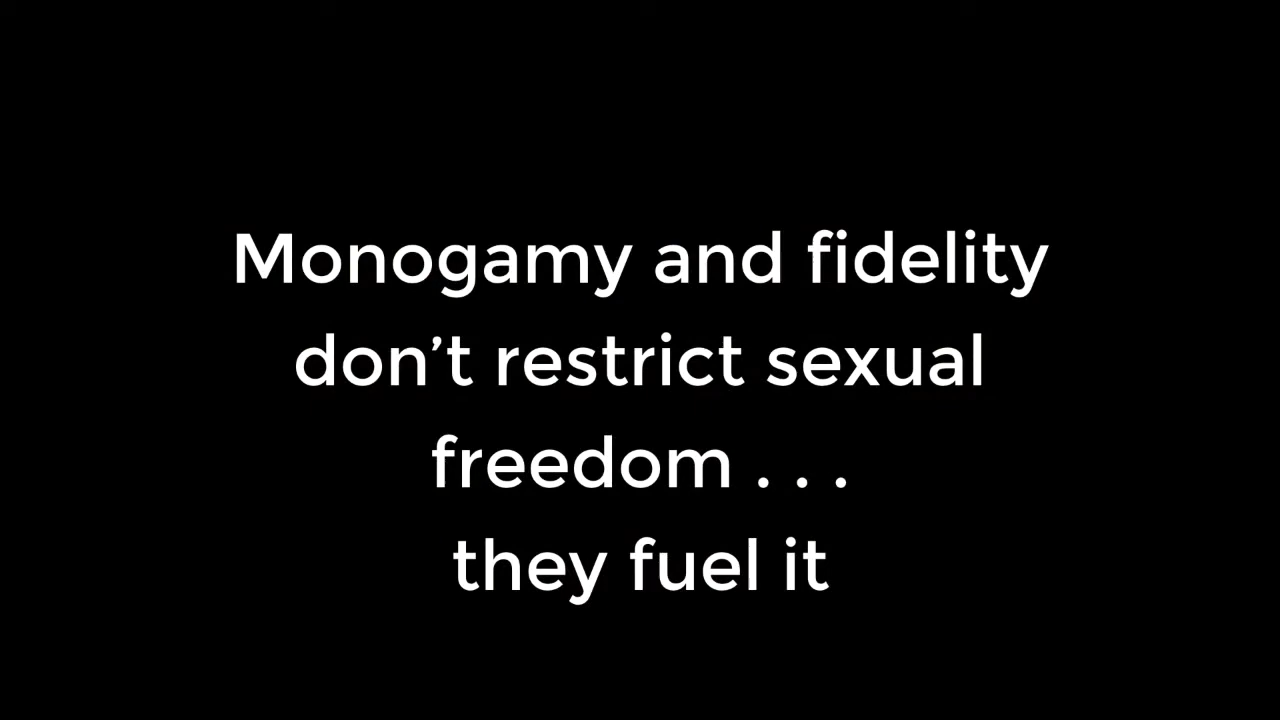 Monogamy and fidelity
don’t restrict sexual
freedom . . .
they fuel it